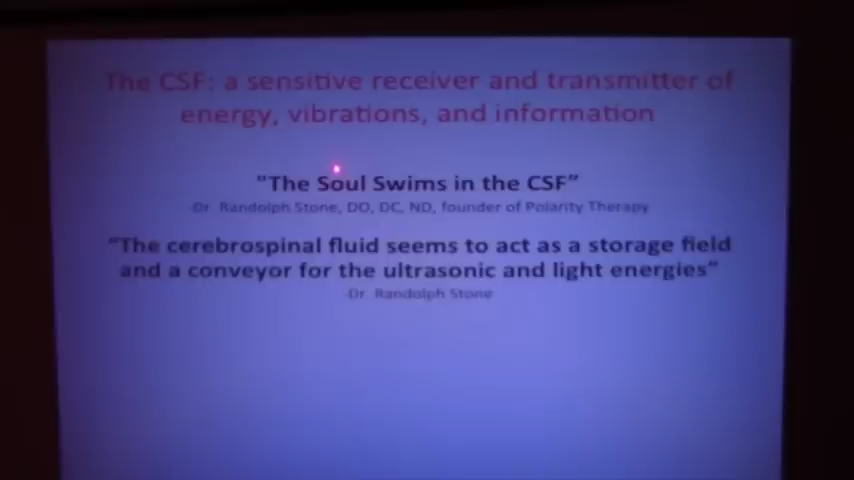 The CSF: a sensitive receiver and transmitter of
energy, vibrations, and information
"The Soul Swims in the CSF”
-Dr. Randolph Stone, DO, DC, ND, founder of Polarity Therapy
“The cerebrospinal fluid seems to act as a storage field
and a conveyor for the ultrasonic and light energies”
-Dr. Randolph Stone